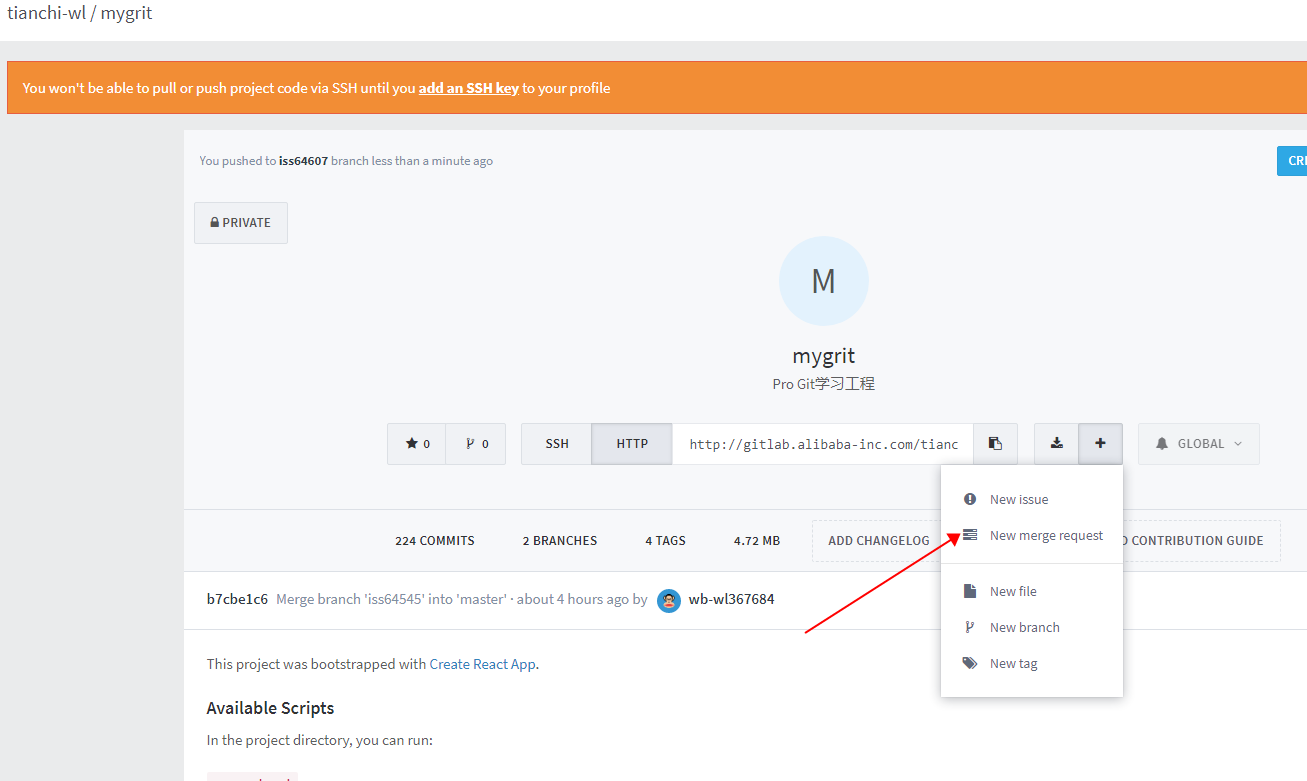 tianchi-wl / mygrit
You won't be able to pull or push project code via SSH until you add an SSH key to your profile
You pushed to iss64607 branch less than a minute ago
PRIVATE
M
mygrit
Pro Git学习工程
0 0 SSH HTTP http://gitlab.alibaba-inc.com/tianc GLOBAL
New issue
New merge request
New file
New branch
New tag
224 COMMITS 2 BRANCHES 4 TAGS 4.72 MB ADD CHANGELOG CONTRIBUTION GUIDE
b7cbe1c6 Merge branch 'iss64545' into 'master' · about 4 hours ago by wb-wl367684
This project was bootstrapped with Create React App.
Available Scripts
In the project directory, you can run: